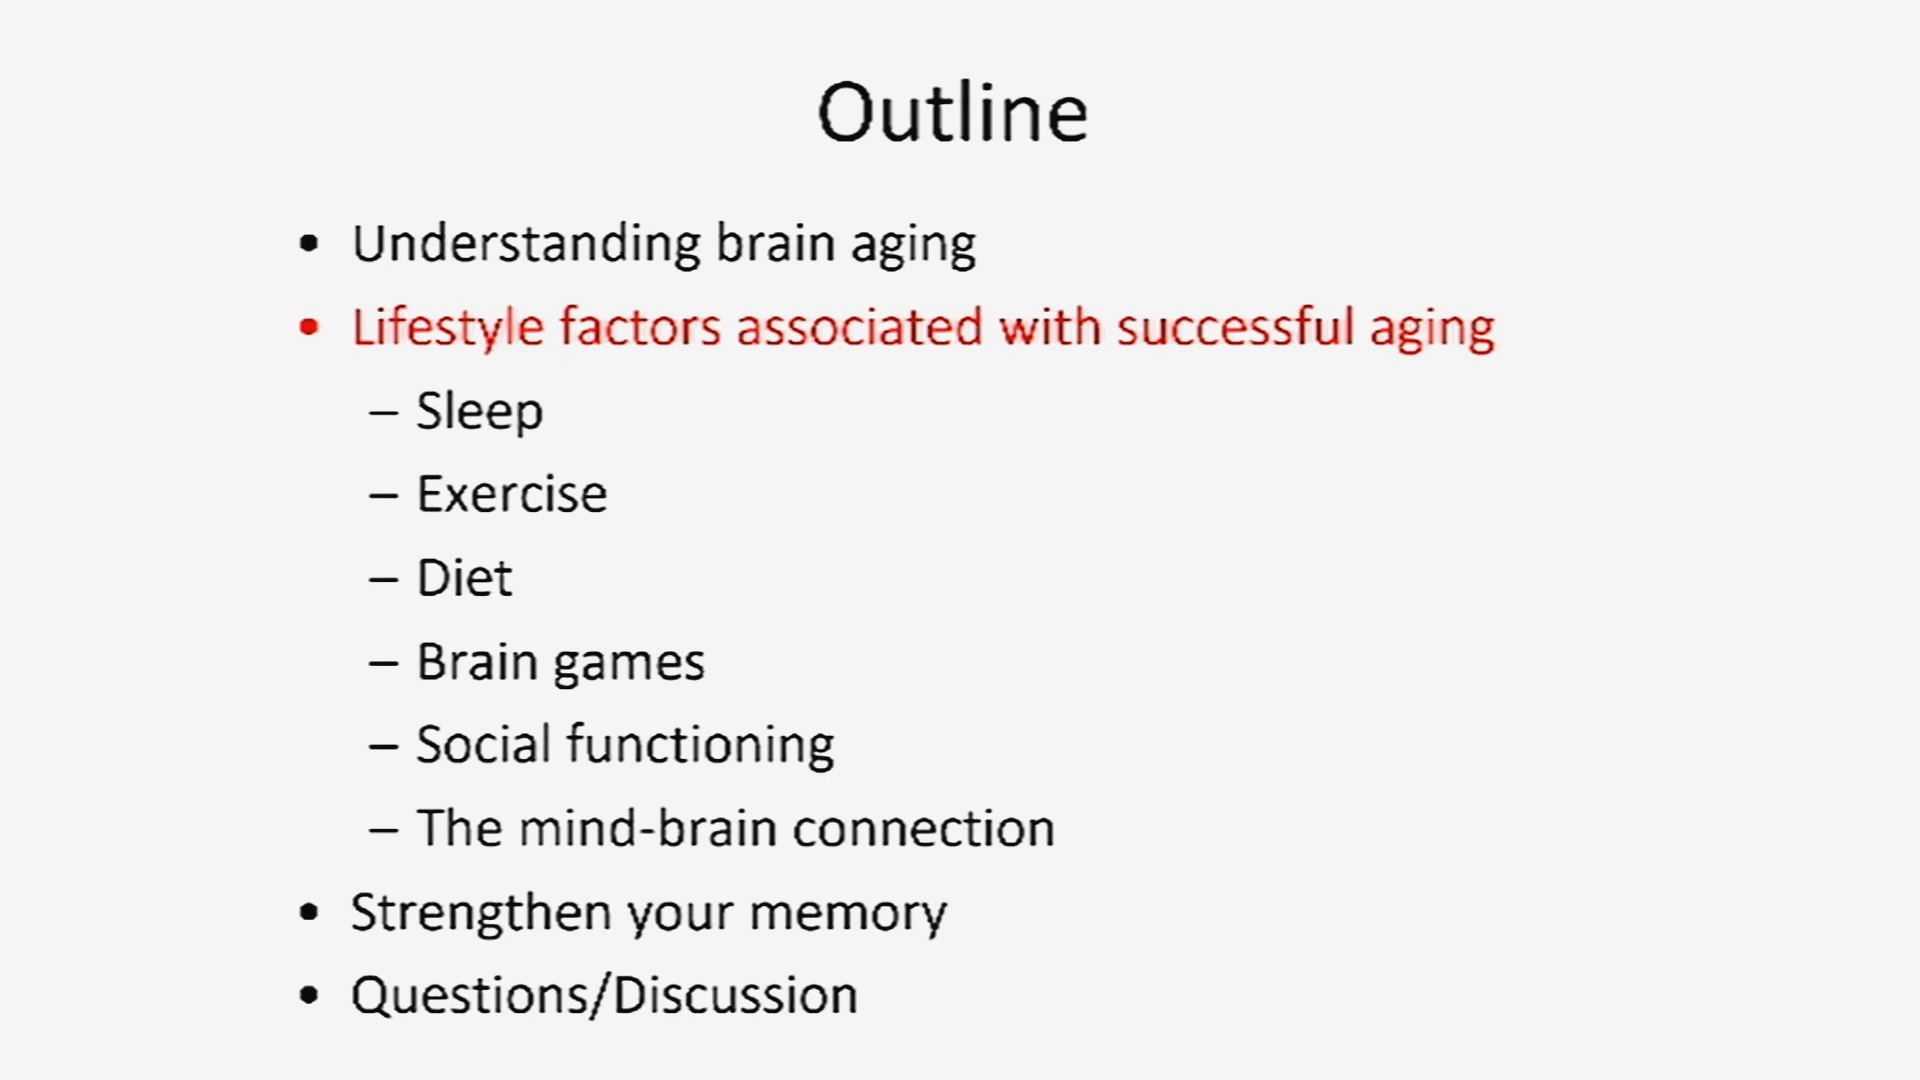 Outline
• Understanding brain aging
• Lifestyle factors associated with successful aging
– Sleep
– Exercise
– Diet
– Brain games
– Social functioning
– The mind-brain connection
• Strengthen your memory
• Questions/Discussion